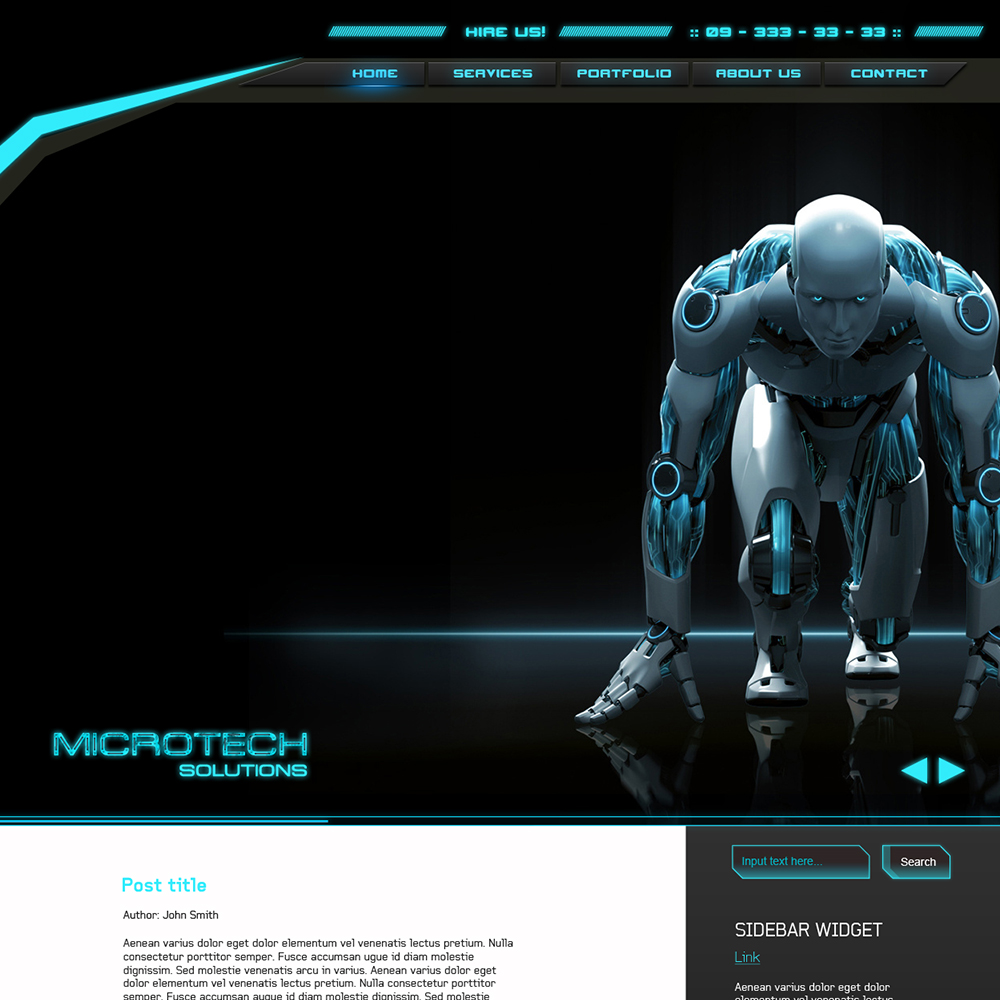 HIRE US!
:: 09 - 333 - 33 - 33 ::
HOME
SERVICES
PORTFOLIO
ABOUT US
CONTACT
MICROTECH
SOLUTIONS
Input text here...
Search
Post title
Author: John Smith
Aenean varius dolor eget dolor elementum vel venenatis lectus pretium. Nulla
consectetur porttitor semper. Fusce accumsan ugue id diam molestie
dignissim. Sed molestie venenatis arcu in varius. Aenean varius dolor eget
dolor elementum vel venenatis lectus pretium. Nulla consectetur porttitor
semper. Fusce accumsan augue id diam molestie dignissim. Sed molestie
SIDEBAR WIDGET
Link
Aenean varius dolor eget dolor
elementum vel venenatis lectus